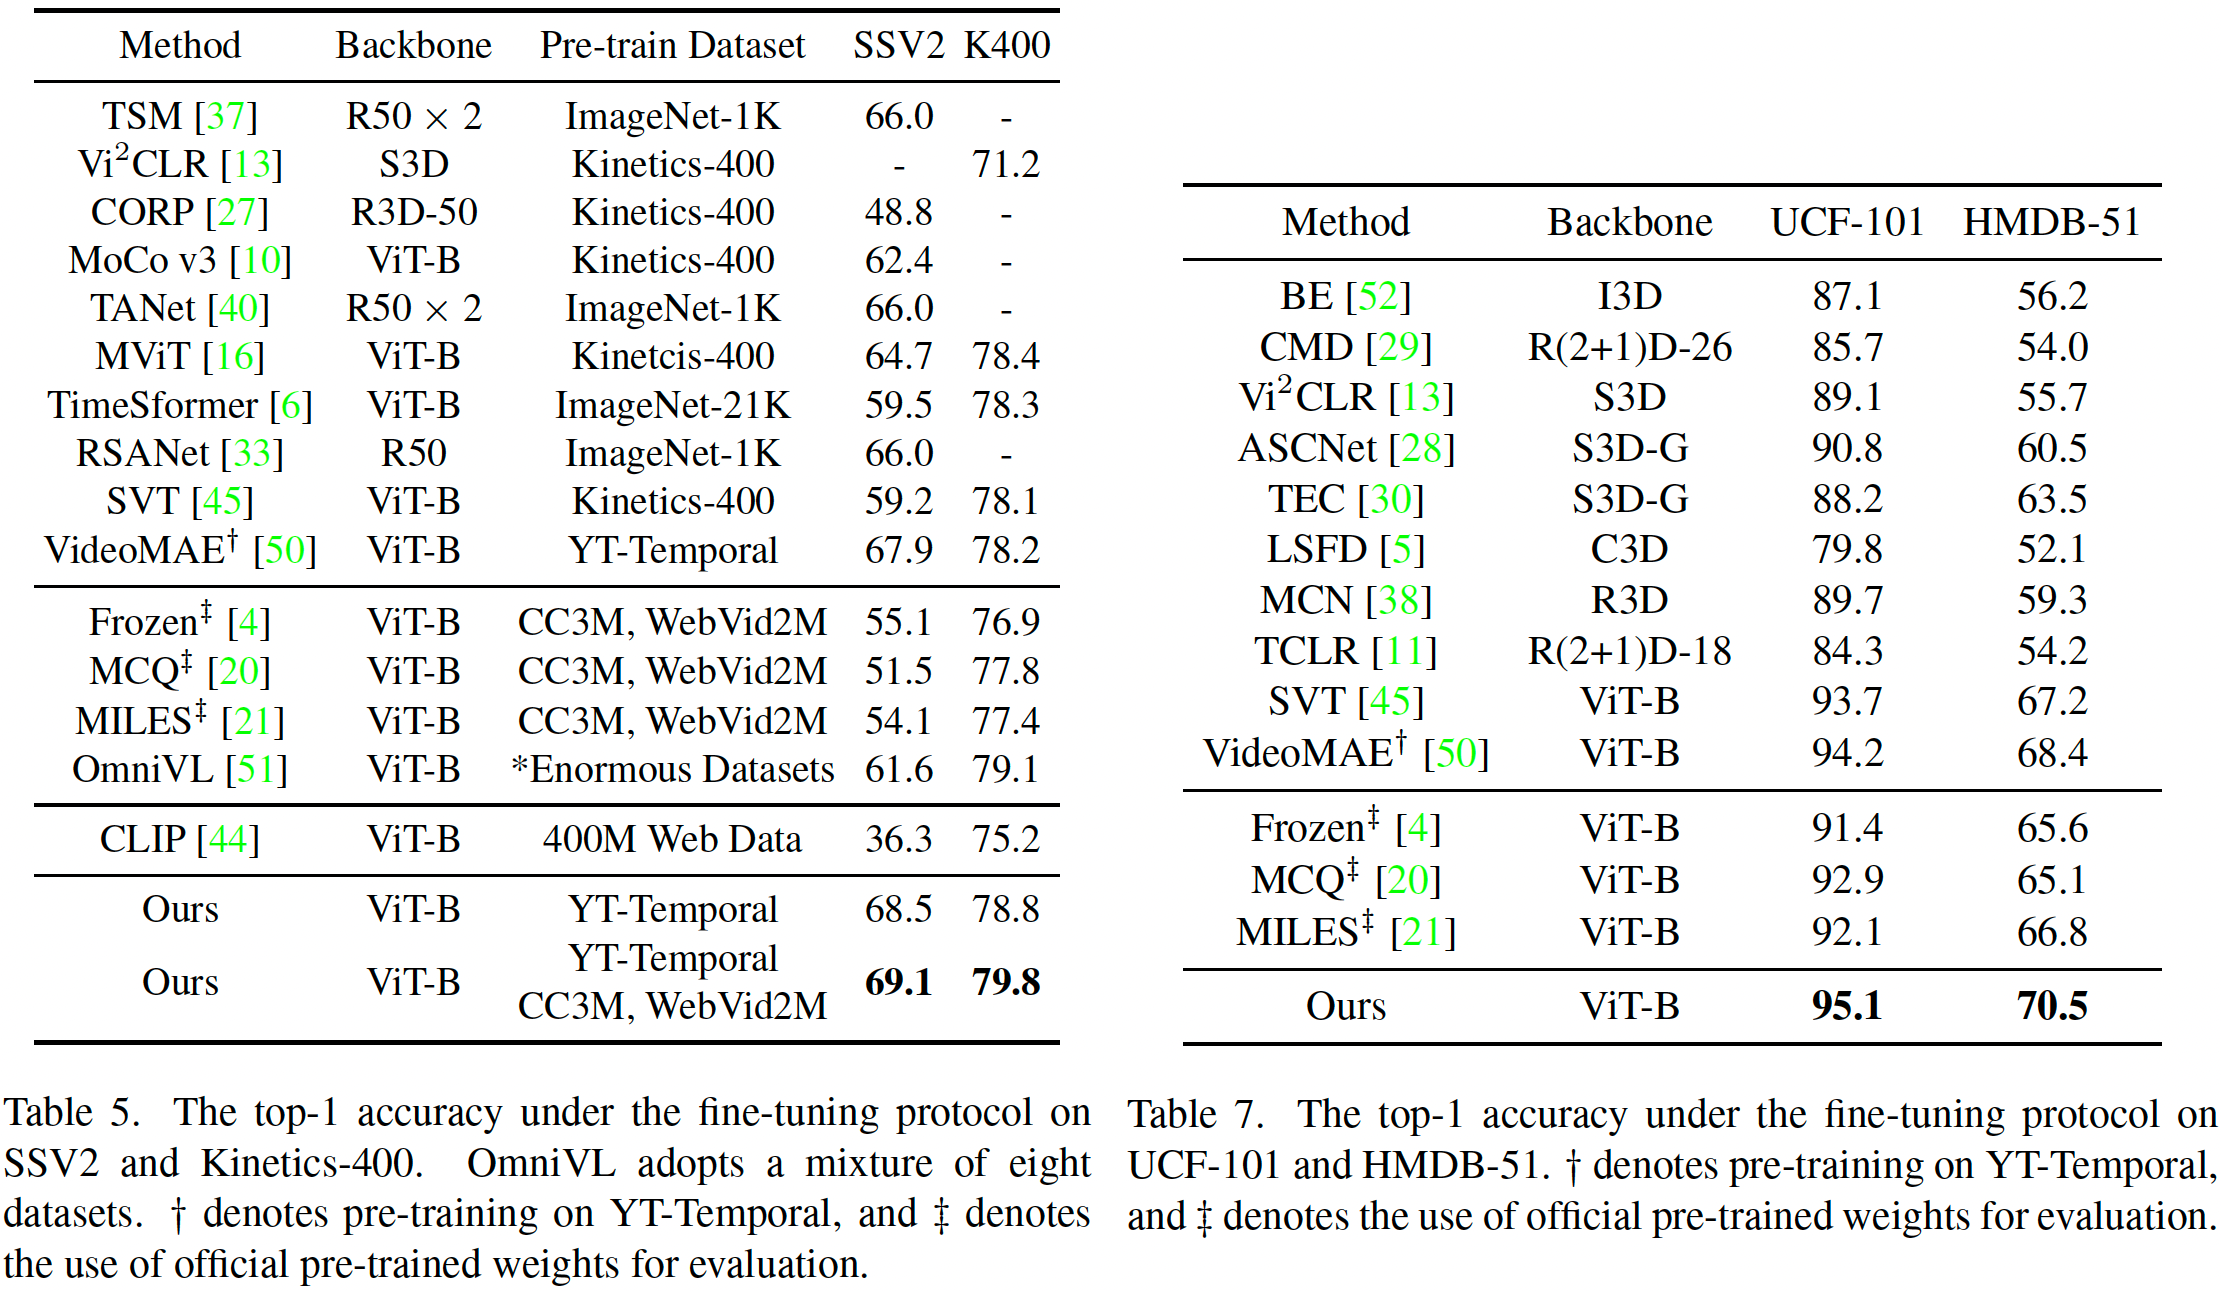 Method Backbone Pre-train Dataset SSV2 K400
TSM [37] R50 × 2 ImageNet-1K 66.0 -
Vi²CLR [13] S3D Kinetics-400 - 71.2
CORP [27] R3D-50 Kinetics-400 48.8 -
MoCo v3 [10] ViT-B Kinetics-400 62.4 -
TANet [40] R50 × 2 ImageNet-1K 66.0 -
MViT [16] ViT-B Kinetcis-400 64.7 78.4
TimeSformer [6] ViT-B ImageNet-21K 59.5 78.3
RSANet [33] R50 ImageNet-1K 66.0 -
SVT [45] ViT-B Kinetics-400 59.2 78.1
VideoMAE† [50] ViT-B YT-Temporal 67.9 78.2
Frozen‡ [4] ViT-B CC3M, WebVid2M 55.1 76.9
MCQ‡ [20] ViT-B CC3M, WebVid2M 51.5 77.8
MILES‡ [21] ViT-B CC3M, WebVid2M 54.1 77.4
OmniVL [51] ViT-B *Enormous Datasets 61.6 79.1
CLIP [44] ViT-B 400M Web Data 36.3 75.2
Ours ViT-B YT-Temporal 68.5 78.8
YT-Temporal
Ours ViT-B 69.1 79.8
CC3M, WebVid2M
Table 5. The top-1 accuracy under the fine-tuning protocol on
SSV2 and Kinetics-400. OmniVL adopts a mixture of eight
datasets. † denotes pre-training on YT-Temporal, and ‡ denotes
the use of official pre-trained weights for evaluation.
Method Backbone UCF-101 HMDB-51
BE [52] I3D 87.1 56.2
CMD [29] R(2+1)D-26 85.7 54.0
Vi²CLR [13] S3D 89.1 55.7
ASCNet [28] S3D-G 90.8 60.5
TEC [30] S3D-G 88.2 63.5
LSFD [5] C3D 79.8 52.1
MCN [38] R3D 89.7 59.3
TCLR [11] R(2+1)D-18 84.3 54.2
SVT [45] ViT-B 93.7 67.2
VideoMAE† [50] ViT-B 94.2 68.4
Frozen‡ [4] ViT-B 91.4 65.6
MCQ‡ [20] ViT-B 92.9 65.1
MILES‡ [21] ViT-B 92.1 66.8
Ours ViT-B 95.1 70.5
Table 7. The top-1 accuracy under the fine-tuning protocol on
UCF-101 and HMDB-51. † denotes pre-training on YT-Temporal,
and ‡ denotes the use of official pre-trained weights for evaluation.